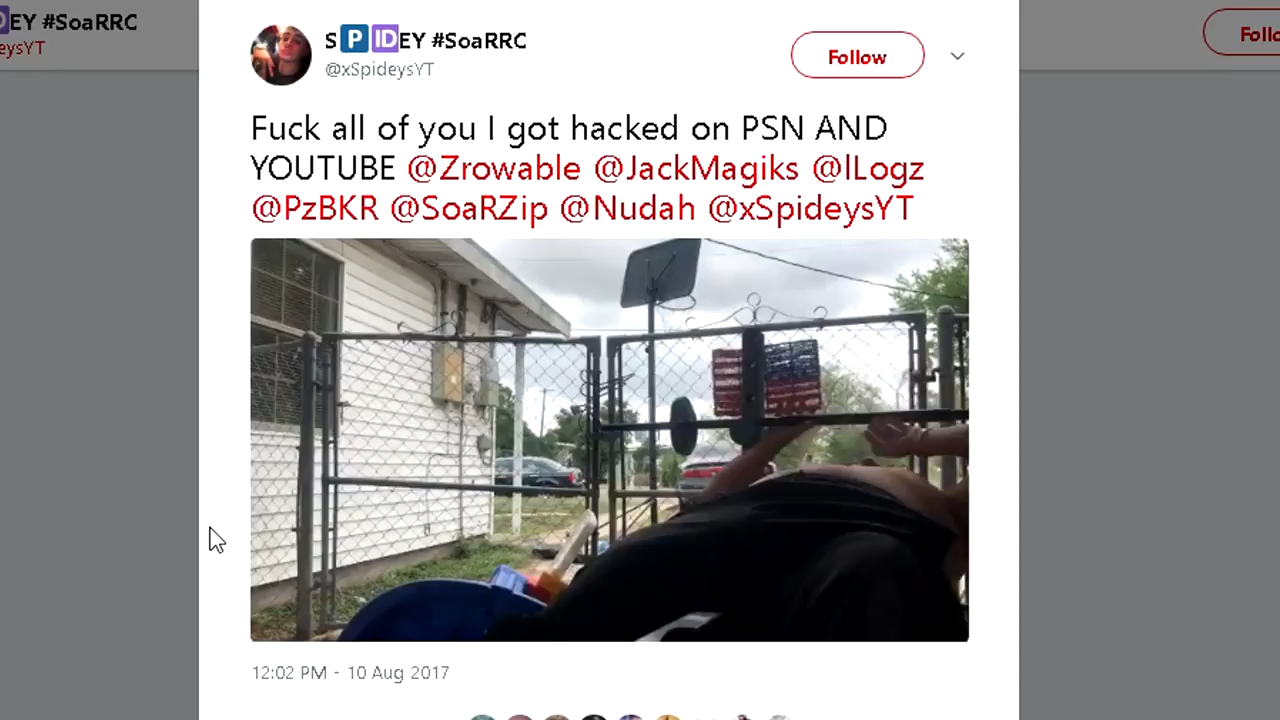 EY #SoaRRC
eysYT
S🅿🆔EY #SoaRRC
@xSpideysYT
Follow
Follo
Fuck all of you I got hacked on PSN AND
YOUTUBE @Zrowable @JackMagiks @lLogz
@PzBKR @SoaRZip @Nudah @xSpideysYT
12:02 PM - 10 Aug 2017